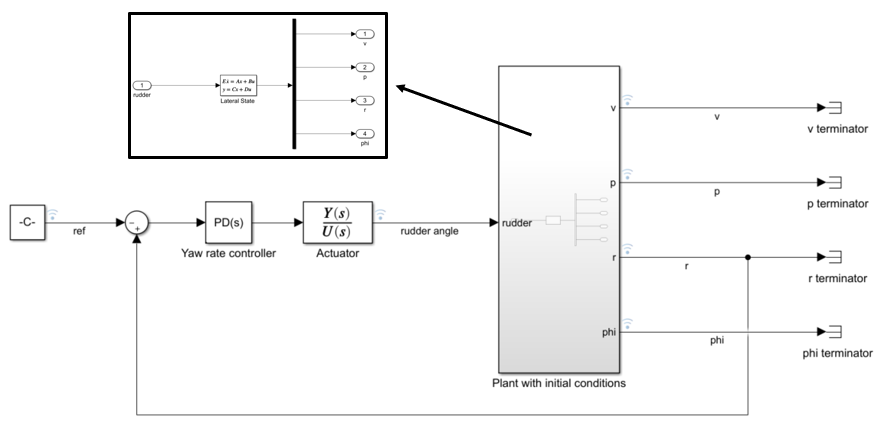 1
v
2
p
1
rudder
Eẋ = Ax + Bu
y = Cx + Du
Lateral State
3
r
4
phi
v
v
v terminator
p
p
p terminator
-C-
ref
PD(s)
Yaw rate controller
Y(s)
U(s)
Actuator
rudder angle
rudder
r
r
r terminator
phi
phi
phi terminator
Plant with initial conditions